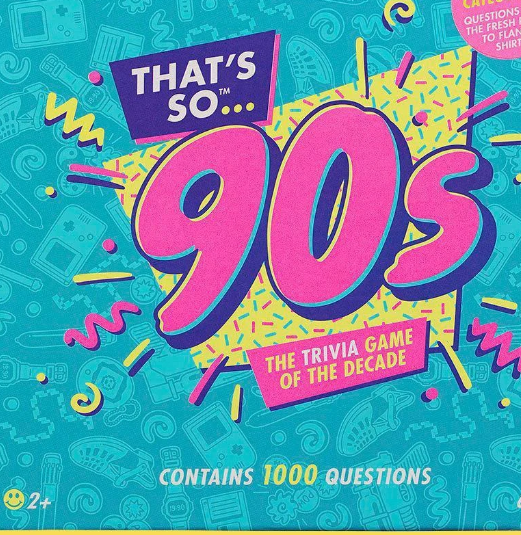 QUESTIONS
THE FRESH
TO FLAN
SHIRT
THAT'S
SO™...
90s
THE TRIVIA GAME
OF THE DECADE
CONTAINS 1000 QUESTIONS
2+